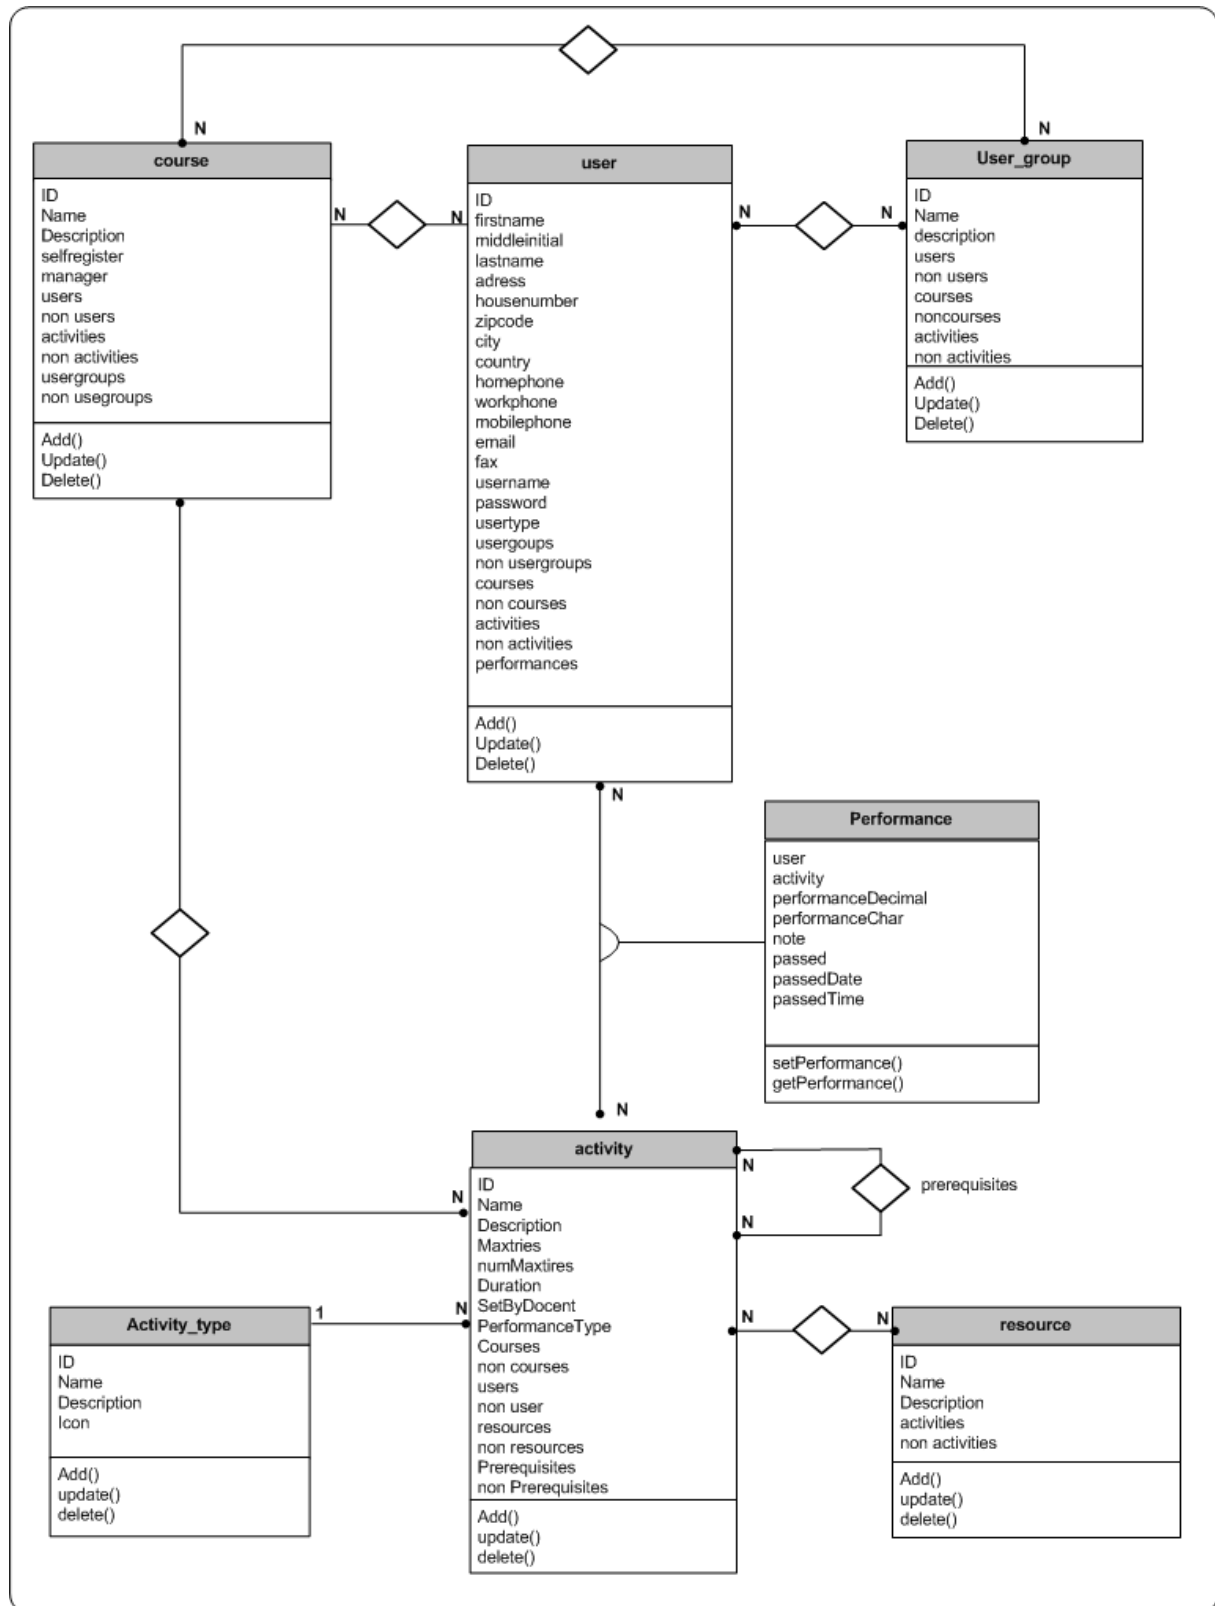 N
N
course
ID
Name
Description
selfregister
manager
users
non users
activities
non activities
usergroups
non usegroups
Add()
Update()
Delete()
N
N
user
ID
firstname
middleinitial
lastname
adress
housenumber
zipcode
city
country
homephone
workphone
mobilephone
email
fax
username
password
usertype
usergoups
non usergroups
courses
non courses
activities
non activities
performances
Add()
Update()
Delete()
N
N
User_group
ID
Name
description
users
non users
courses
noncourses
activities
non activities
Add()
Update()
Delete()
N
Performance
user
activity
performanceDecimal
performanceChar
note
passed
passedDate
passedTime
setPerformance()
getPerformance()
N
activity
ID
Name
Description
Maxtries
numMaxtires
Duration
SetByDocent
PerformanceType
Courses
non courses
users
non user
resources
non resources
Prerequisites
non Prerequisites
Add()
update()
delete()
N
N
prerequisites
N
1
N
Activity_type
ID
Name
Description
Icon
Add()
update()
delete()
N
N
resource
ID
Name
Description
activities
non activities
Add()
update()
delete()